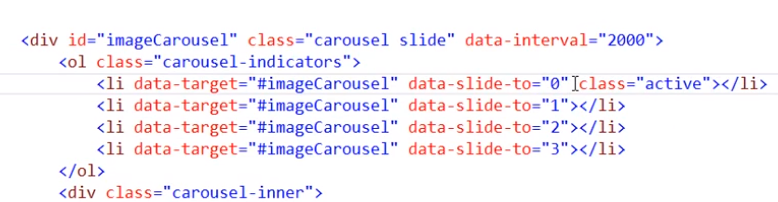 <div id="imageCarousel" class="carousel slide" data-interval="2000">
<ol class="carousel-indicators">
<li data-target="#imageCarousel" data-slide-to="0" class="active"></li>
<li data-target="#imageCarousel" data-slide-to="1"></li>
<li data-target="#imageCarousel" data-slide-to="2"></li>
<li data-target="#imageCarousel" data-slide-to="3"></li>
</ol>
<div class="carousel-inner">